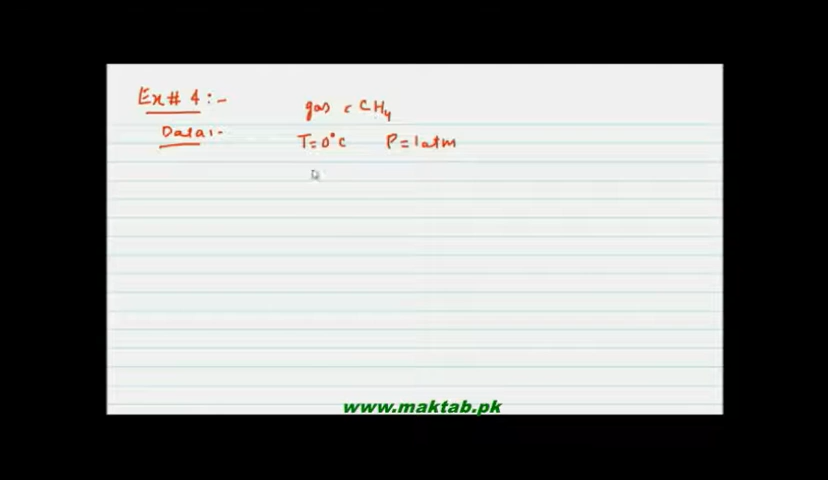 Ex# 4:-
gas < CH4
Data:-
T=0°C P=1atm
www.maktab.pk